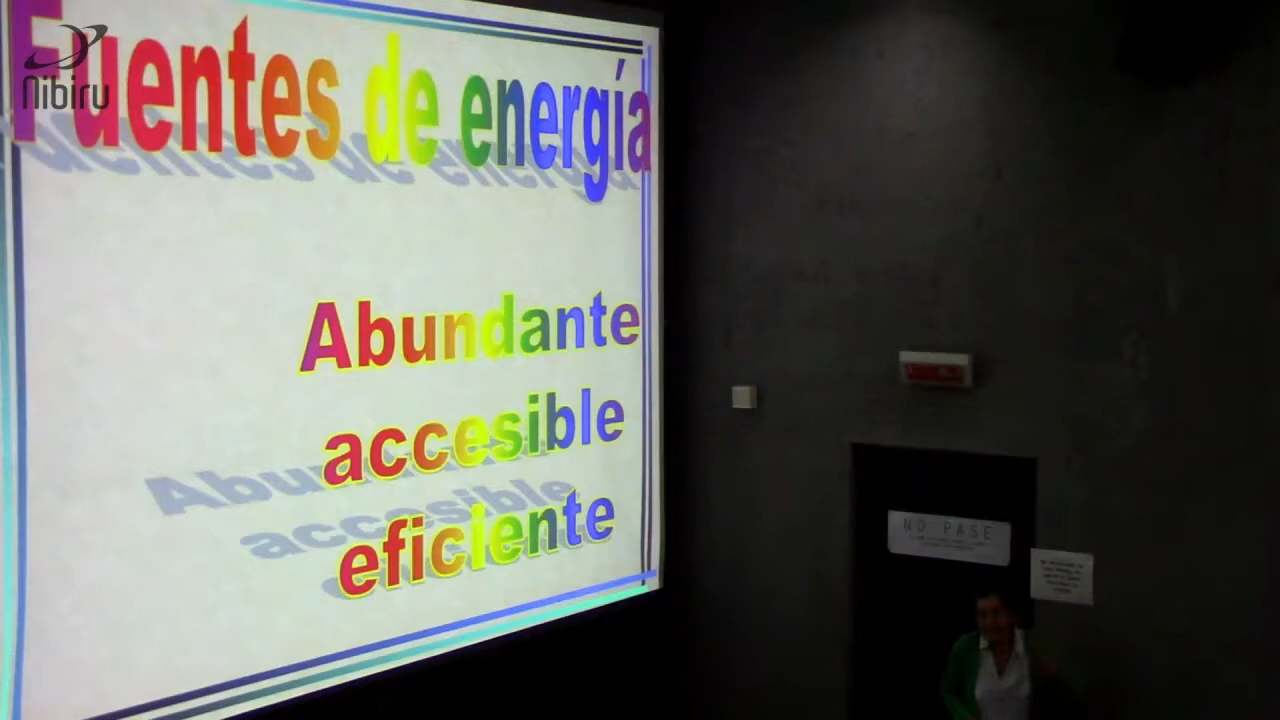 Fuentes de energía
Nibiru
Abundante
accesible
eficiente
NO PASE